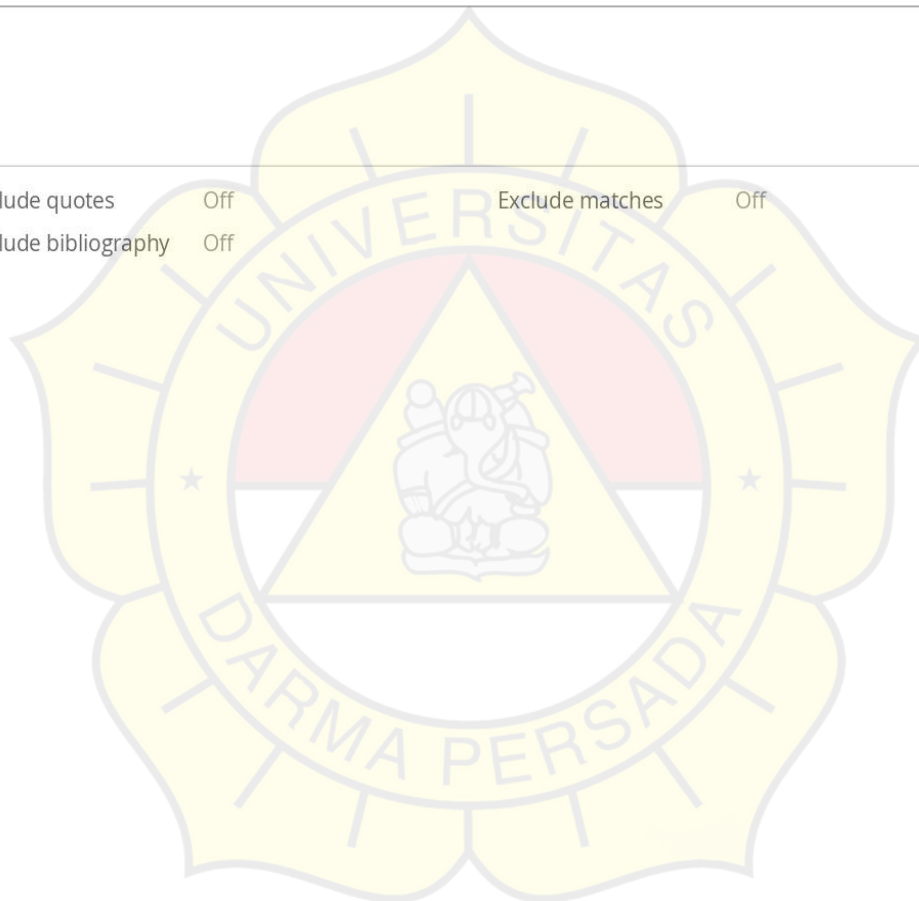 lude quotes Off Exclude matches Off
lude bibliography Off
UNIVERSITAS
DARMA PERSADA